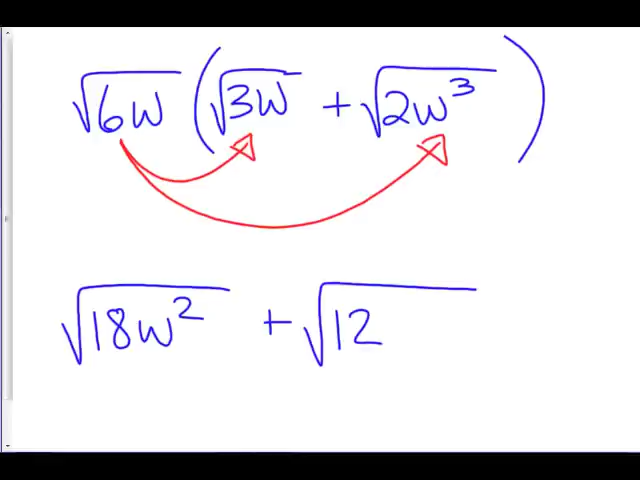 √6w (√3w + √2w³)
√18w² + √12